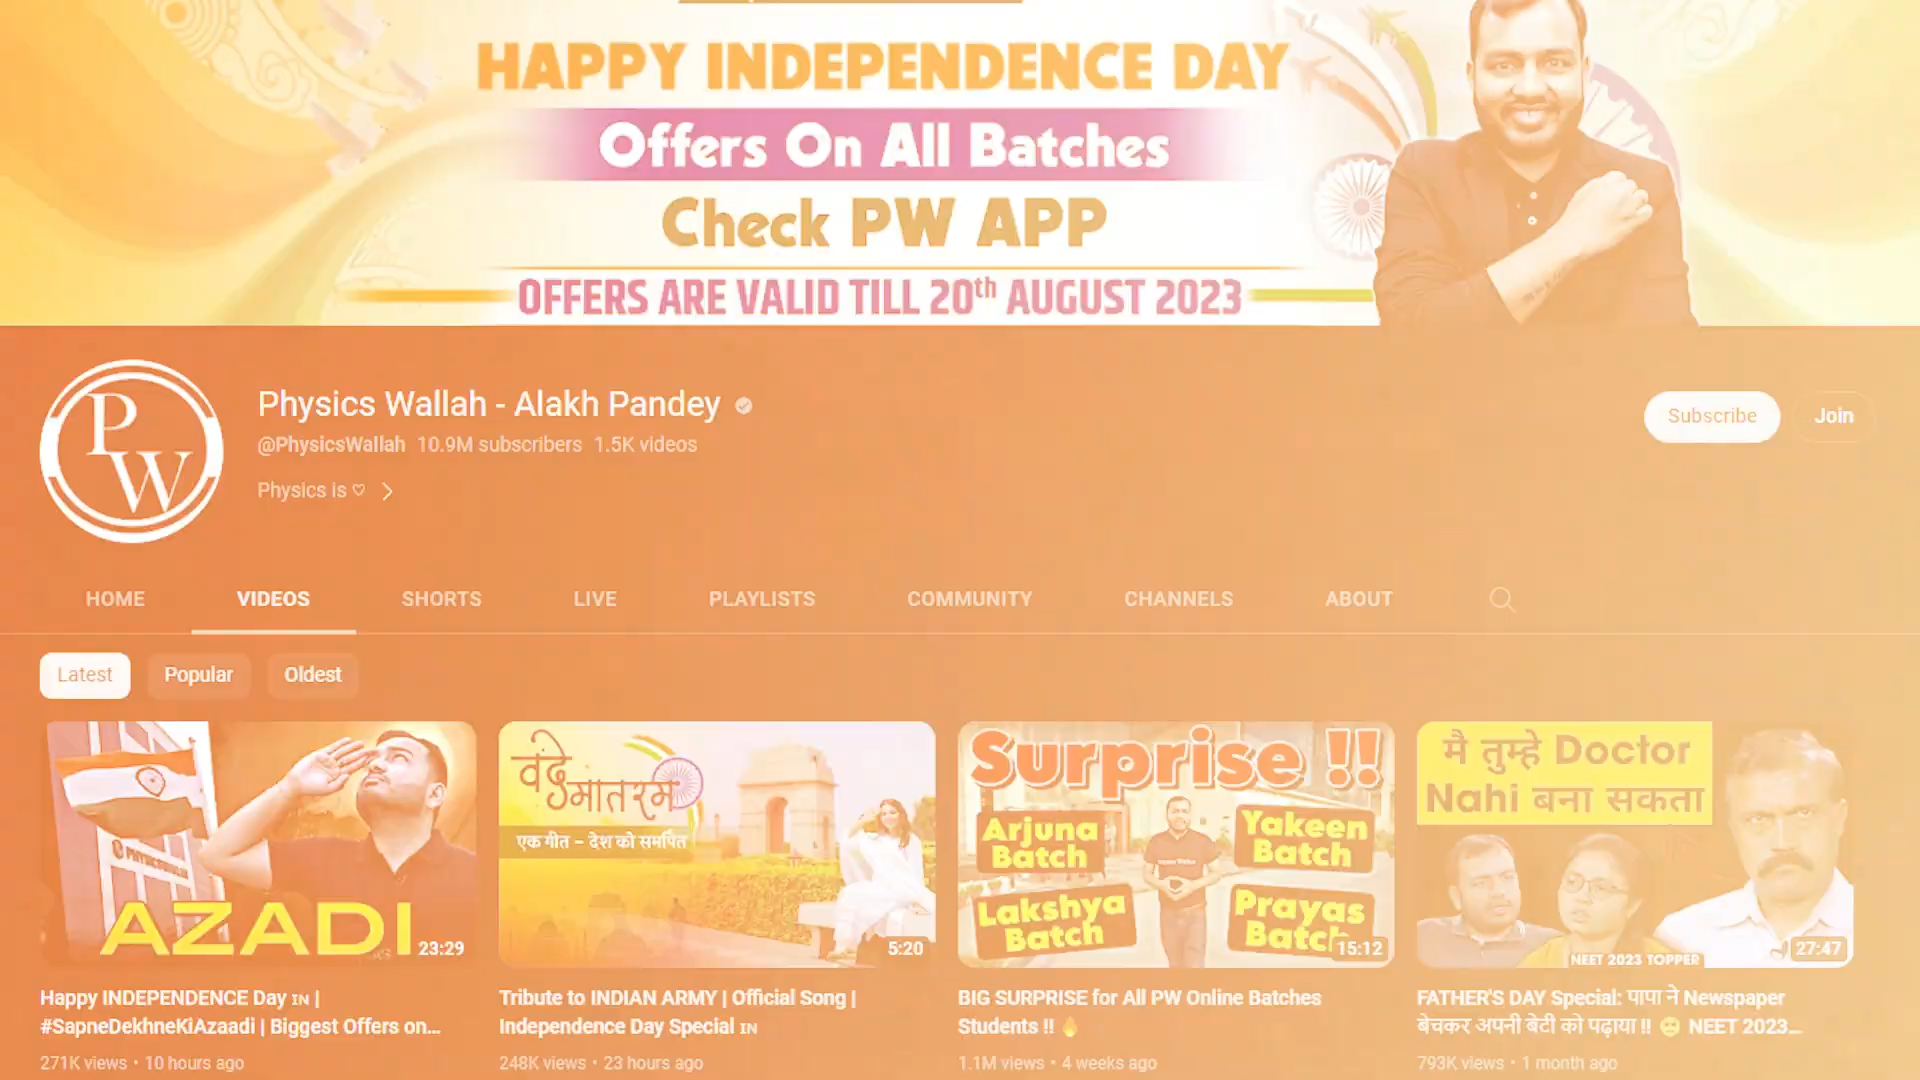 HAPPY INDEPENDENCE DAY
Offers On All Batches
Check PW APP
OFFERS ARE VALID TILL 20th AUGUST 2023
PW
Physics Wallah - Alakh Pandey
@PhysicsWallah 10.9M subscribers 1.5K videos
Physics is ♡ >
Subscribe
Join
HOME VIDEOS SHORTS LIVE PLAYLISTS COMMUNITY CHANNELS ABOUT
Latest Popular Oldest
AZADI
23:29
वंदे
मातरम
एक गीत – देश को समर्पित
5:20
Surprise !!
Arjuna
Batch
Yakeen
Batch
Lakshya
Batch
Prayas
Batch
15:12
मै तुम्हे Doctor
Nahi बना सकता
NEET 2023 TOPPER
27:47
Happy INDEPENDENCE Day IN |
#SapneDekhneKiAzaadi | Biggest Offers on...
271K views • 10 hours ago
Tribute to INDIAN ARMY | Official Song |
Independence Day Special IN
248K views • 23 hours ago
BIG SURPRISE for All PW Online Batches
Students !! 🔥
1.1M views • 4 weeks ago
FATHER'S DAY Special: पापा ने Newspaper
बेचकर अपनी बेटी को पढ़ाया !! 🥺 NEET 2023...
793K views • 1 month ago